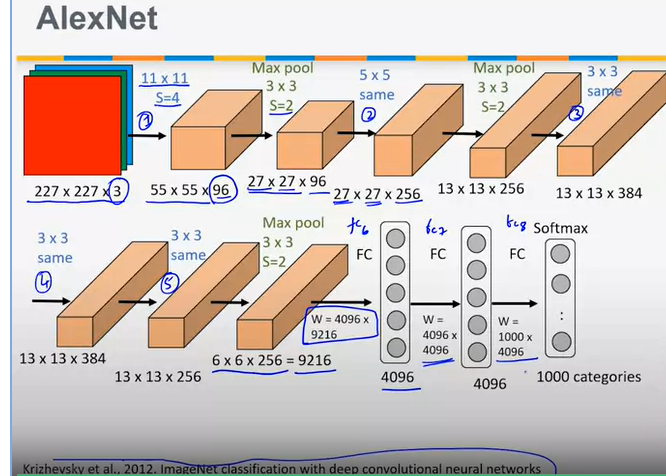 AlexNet
11 x 11
S=4
Max pool
3 x 3
S=2
5 x 5
same
Max pool
3 x 3
S=2
3 x 3
same
1
2
3
227 x 227 x 3
55 x 55 x 96
27 x 27 x 96
27 x 27 x 256
13 x 13 x 256
13 x 13 x 384
3 x 3
same
3 x 3
same
Max pool
3 x 3
S=2
fc6
FC
fc7
FC
fc8
FC
Softmax
4
5
W = 4096 x
9216
W =
4096 x
4096
W =
1000 x
4096
:
13 x 13 x 384
13 x 13 x 256
6 x 6 x 256 = 9216
4096
4096
1000 categories
Krizhevsky et al., 2012. ImageNet classification with deep convolutional neural networks